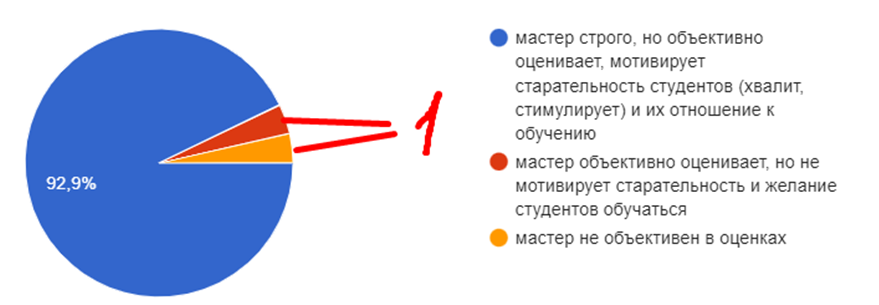 92,9%
1
мастер строго, но объективно
оценивает, мотивирует
старательность студентов (хвалит,
стимулирует) и их отношение к
обучению
мастер объективно оценивает, но не
мотивирует старательность и желание
студентов обучаться
мастер не объективен в оценках